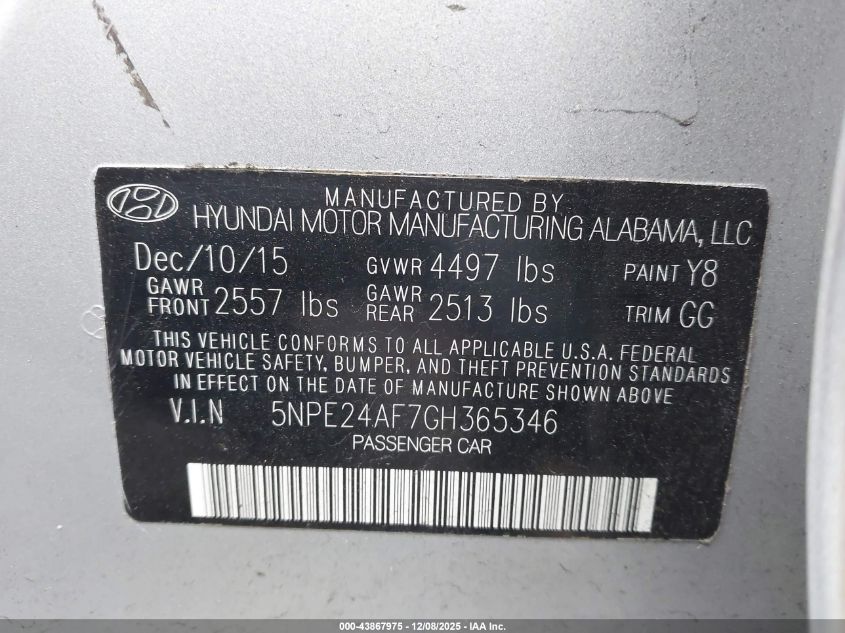 MANUFACTURED BY
HYUNDAI MOTOR MANUFACTURING ALABAMA, LLC
Dec/10/15 GVWR 4497 lbs PAINT Y8
GAWR FRONT 2557 lbs GAWR REAR 2513 lbs TRIM GG
THIS VEHICLE CONFORMS TO ALL APPLICABLE U.S.A. FEDERAL
MOTOR VEHICLE SAFETY, BUMPER, AND THEFT PREVENTION STANDARDS
IN EFFECT ON THE DATE OF MANUFACTURE SHOWN ABOVE
V.I.N 5NPE24AF7GH365346
PASSENGER CAR
000-43867975 - 12/08/2025 - IAA Inc.